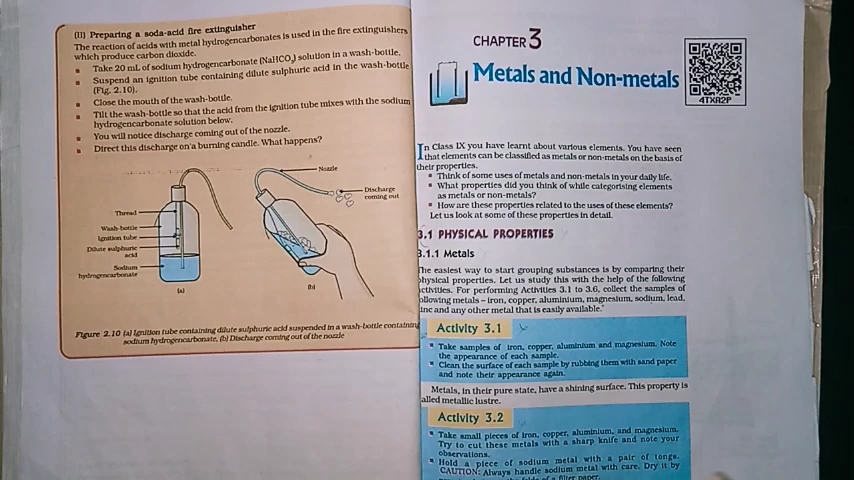 (II) Preparing a soda-acid fire extinguisher
The reaction of acids with metal hydrogencarbonates is used in the fire extinguishers
which produce carbon dioxide.
Take 20 mL of sodium hydrogencarbonate (NaHCO3) solution in a wash-bottle.
Suspend an ignition tube containing dilute sulphuric acid in the wash-bottle
(Fig. 2.10).
Close the mouth of the wash-bottle.
Tilt the wash-bottle so that the acid from the ignition tube mixes with the sodium
hydrogencarbonate solution below.
You will notice discharge coming out of the nozzle.
Direct this discharge on a burning candle. What happens?
Nozzle
Discharge
coming out
Thread
Wash-bottle
Ignition tube
Dilute sulphuric
acid
Sodium
hydrogencarbonate
(a)
(b)
Figure 2.10 (a) Ignition tube containing dilute sulphuric acid suspended in a wash-bottle containing
sodium hydrogencarbonate, (b) Discharge coming out of the nozzle
CHAPTER 3
Metals and Non-metals
4TXR2P
In Class IX you have learnt about various elements. You have seen
that elements can be classified as metals or non-metals on the basis of
their properties.
Think of some uses of metals and non-metals in your daily life.
What properties did you think of while categorising elements
as metals or non-metals?
How are these properties related to the uses of these elements?
Let us look at some of these properties in detail.
3.1 PHYSICAL PROPERTIES
3.1.1 Metals
The easiest way to start grouping substances is by comparing their
physical properties. Let us study this with the help of the following
activities. For performing Activities 3.1 to 3.6, collect the samples of
ollowing metals – iron, copper, aluminium, magnesium, sodium, lead,
inc and any other metal that is easily available.
Activity 3.1
Take samples of iron, copper, aluminium and magnesium. Note
the appearance of each sample.
Clean the surface of each sample by rubbing them with sand paper
and note their appearance again.
Metals, in their pure state, have a shining surface. This property is
alled metallic lustre.
Activity 3.2
Take small pieces of iron, copper, aluminium, and magnesium.
Try to cut these metals with a sharp knife and note your
observations.
Hold a piece of sodium metal with a pair of tongs.
CAUTION: Always handle sodium metal with care. Dry it by
the folds of a filter paper.